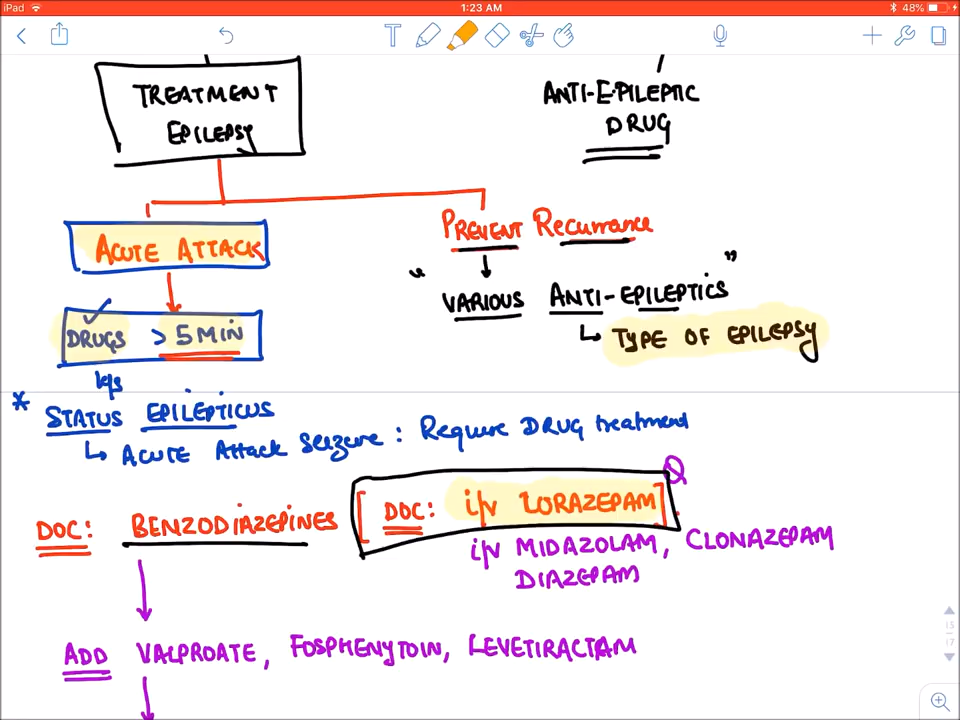 iPad
1:23 AM
48%
T
TREATMENT
EPILEPSY
ANTI-EPILEPTIC
DRUG
ACUTE ATTACK
PREVENT Recurrance
" VARIOUS ANTI-EPILEPTICS "
TYPE OF EPILEPSY
DRUGS > 5 MIN
k/s
* STATUS EPILEPTICUS
ACUTE Attack Seizure : Require DRUG treatment
DOC: BENZODIAZEPINES [ DOC: i/v LORAZEPAM ] Q
i/v MIDAZOLAM, CLONAZEPAM
DIAZEPAM
ADD VALPROATE, FOSPHENYTOIN, LEVETIRACTAM
15
17